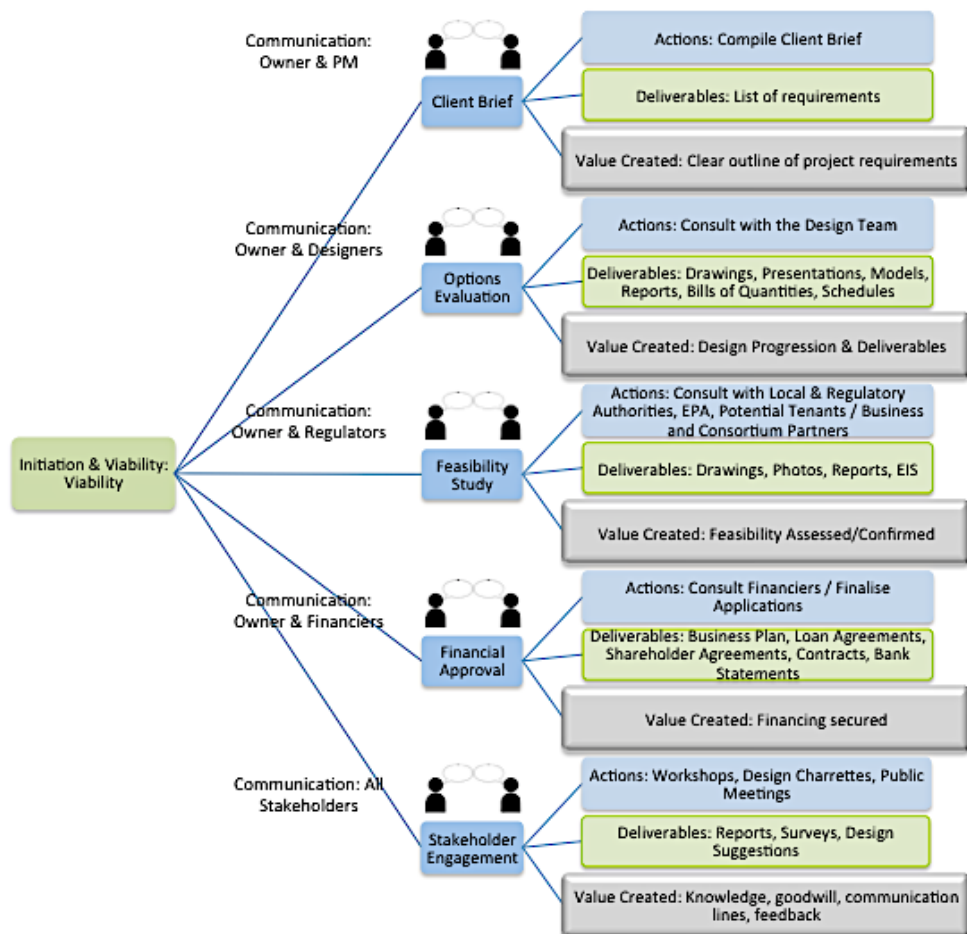 Communication:
Owner & PM
Client Brief
Actions: Compile Client Brief
Deliverables: List of requirements
Value Created: Clear outline of project requirements
Communication:
Owner & Designers
Options
Evaluation
Actions: Consult with the Design Team
Deliverables: Drawings, Presentations, Models,
Reports, Bills of Quantities, Schedules
Value Created: Design Progression & Deliverables
Initiation & Viability:
Viability
Communication:
Owner & Regulators
Feasibility
Study
Actions: Consult with Local & Regulatory
Authorities, EPA, Potential Tenants / Business
and Consortium Partners
Deliverables: Drawings, Photos, Reports, EIS
Value Created: Feasibility Assessed/Confirmed
Communication:
Owner & Financiers
Financial
Approval
Actions: Consult Financiers / Finalise
Applications
Deliverables: Business Plan, Loan Agreements,
Shareholder Agreements, Contracts, Bank
Statements
Value Created: Financing secured
Communication: All
Stakeholders
Stakeholder
Engagement
Actions: Workshops, Design Charrettes, Public
Meetings
Deliverables: Reports, Surveys, Design
Suggestions
Value Created: Knowledge, goodwill, communication
lines, feedback